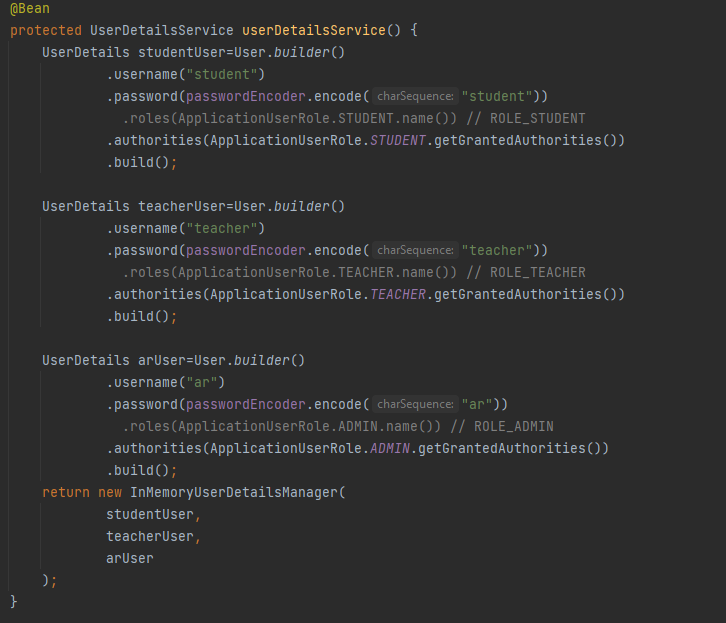 @Bean
protected UserDetailsService userDetailsService() {
    UserDetails studentUser=User.builder()
            .username("student")
            .password(passwordEncoder.encode( charSequence: "student"))
              .roles(ApplicationUserRole.STUDENT.name()) // ROLE_STUDENT
            .authorities(ApplicationUserRole.STUDENT.getGrantedAuthorities())
            .build();

    UserDetails teacherUser=User.builder()
            .username("teacher")
            .password(passwordEncoder.encode( charSequence: "teacher"))
              .roles(ApplicationUserRole.TEACHER.name()) // ROLE_TEACHER
            .authorities(ApplicationUserRole.TEACHER.getGrantedAuthorities())
            .build();

    UserDetails arUser=User.builder()
            .username("ar")
            .password(passwordEncoder.encode( charSequence: "ar"))
              .roles(ApplicationUserRole.ADMIN.name()) // ROLE_ADMIN
            .authorities(ApplicationUserRole.ADMIN.getGrantedAuthorities())
            .build();
    return new InMemoryUserDetailsManager(
            studentUser,
            teacherUser,
            arUser
    );
}